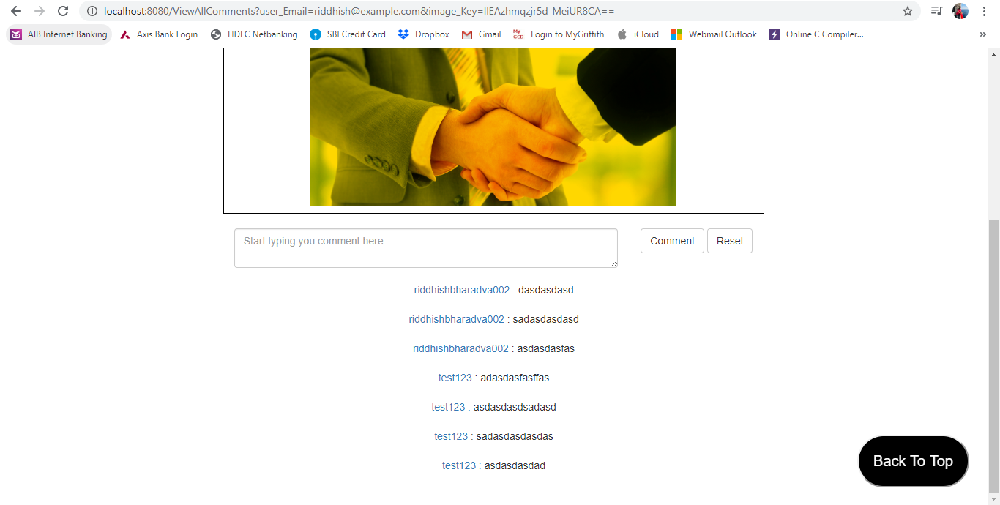 localhost:8080/ViewAllComments?user_Email=riddhish@example.com&image_Key=IlEAzhmqzjr5d-MeiUR8CA==
AIB Internet Banking Axis Bank Login HDFC Netbanking SBI Credit Card Dropbox Gmail My GCD Login to MyGriffith iCloud Webmail Outlook Online C Compiler... »
Start typing you comment here.. Comment Reset
riddhishbharadva002 : dasdasdasd
riddhishbharadva002 : sadasdasdasd
riddhishbharadva002 : asdasdasfas
test123 : adasdasfasffas
test123 : asdasdasdsadasd
test123 : sadasdasdasdas
test123 : asdasdasdad
Back To Top